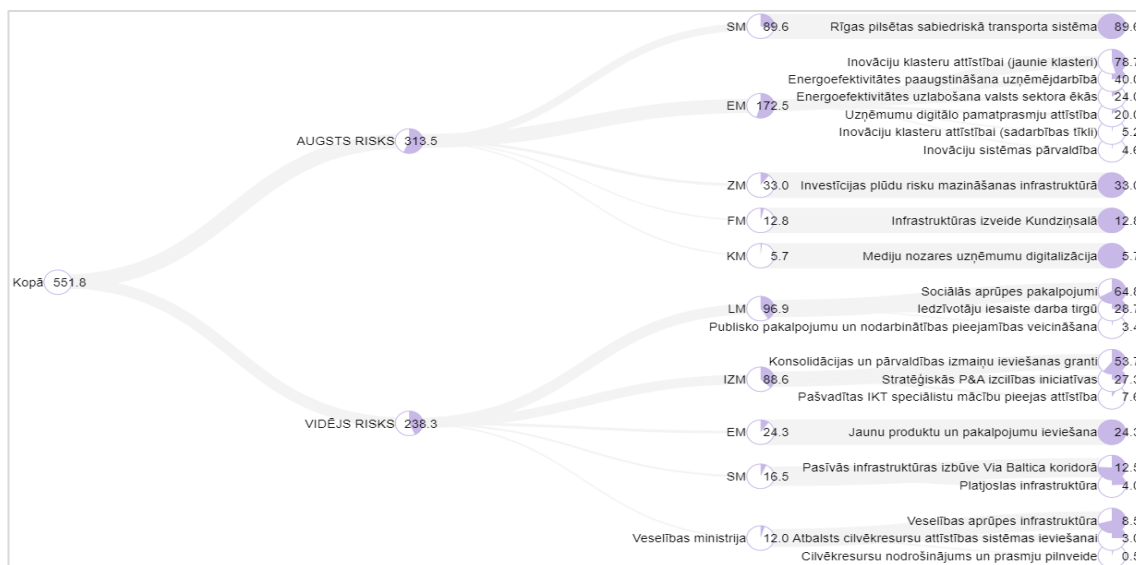 SM 89.6 Rīgas pilsētas sabiedriskā transporta sistēma 89.6
Inovāciju klasteru attīstībai (jaunie klasteri) 78.7
Energoefektivitātes paaugstināšana uzņēmējdarbībā 40.0
EM 172.5 Energoefektivitātes uzlabošana valsts sektora ēkās 24.0
Uzņēmumu digitālo pamatprasmju attīstība 20.0
Inovāciju klasteru attīstībai (sadarbības tīkli) 5.2
AUGSTS RISKS 313.5
Inovāciju sistēmas pārvaldība 4.6
ZM 33.0 Investīcijas plūdu risku mazināšanas infrastruktūrā 33.0
FM 12.8 Infrastruktūras izveide Kundziņsalā 12.8
KM 5.7 Mediju nozares uzņēmumu digitalizācija 5.7
Kopā 551.8
Sociālās aprūpes pakalpojumi 64.8
LM 96.9 Iedzīvotāju iesaiste darba tirgū 28.7
Publisko pakalpojumu un nodarbinātības pieejamības veicināšana 3.4
Konsolidācijas un pārvaldības izmaiņu ieviešanas granti 53.7
IZM 88.6 Stratēģiskās P&A izcilības iniciatīvas 27.3
Pašvadītas IKT speciālistu mācību pieejas attīstība 7.6
VIDĒJS RISKS 238.3
EM 24.3 Jaunu produktu un pakalpojumu ieviešana 24.3
Pasīvās infrastruktūras izbūve Via Baltica koridorā 12.5
SM 16.5 Platjoslas infrastruktūra 4.0
Veselības aprūpes infrastruktūra 8.5
Veselības ministrija 12.0 Atbalsts cilvēkresursu attīstības sistēmas ieviešanai 3.0
Cilvēkresursu nodrošinājums un prasmju pilnveide 0.5